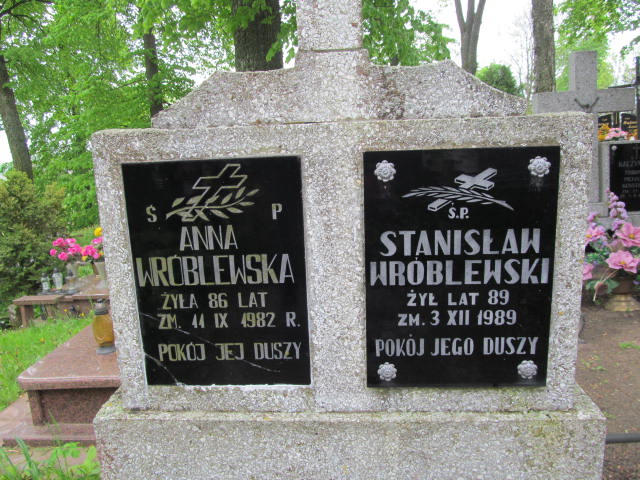 Ś P
ANNA
WRÓBLEWSKA
ŻYŁA 86 LAT
ZM. 11 IX 1982 R.
POKÓJ JEJ DUSZY
Ś.P.
STANISŁAW
WRÓBLEWSKI
ŻYŁ LAT 89
ZM. 3 XII 1989
POKÓJ JEGO DUSZY